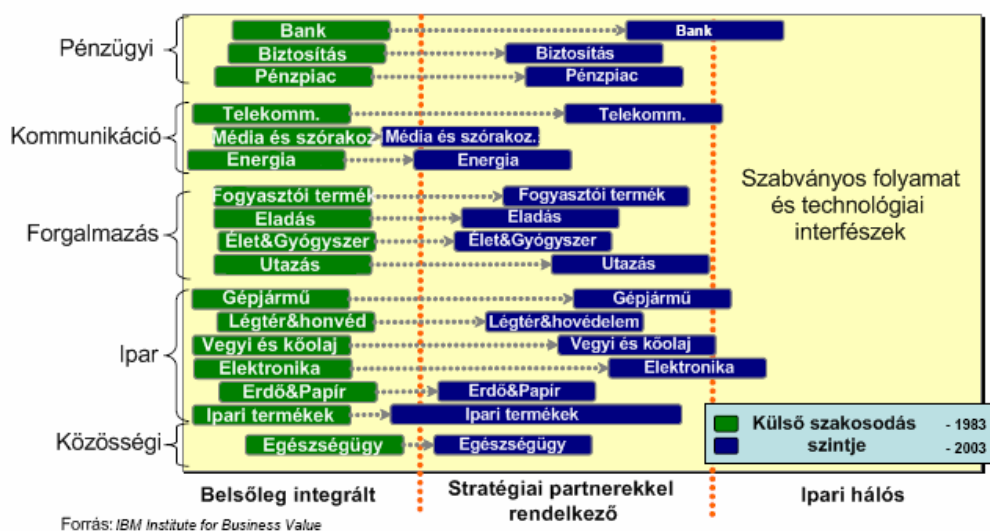 Pénzügyi
Bank
Bank
Biztosítás
Biztosítás
Pénzpiac
Pénzpiac
Kommunikáció
Telekomm.
Telekomm.
Média és szórakoz
Média és szórakoz.
Energia
Energia
Forgalmazás
Fogyasztói termék
Fogyasztói termék
Eladás
Eladás
Élet&Gyógyszer
Élet&Gyógyszer
Utazás
Utazás
Szabványos folyamat
és technológiai
interfészek
Ipar
Gépjármű
Gépjármű
Légtér&honvéd
Légtér&hovédelem
Vegyi és kőolaj
Vegyi és kőolaj
Elektronika
Elektronika
Erdő&Papír
Erdő&Papír
Ipari termékek
Ipari termékek
Közösségi
Egészségügy
Egészségügy
Külső szakosodás
szintje
- 1983
- 2003
Belsőleg integrált
Stratégiai partnerekkel
rendelkező
Ipari hálós
Forrás: IBM Institute for Business Value